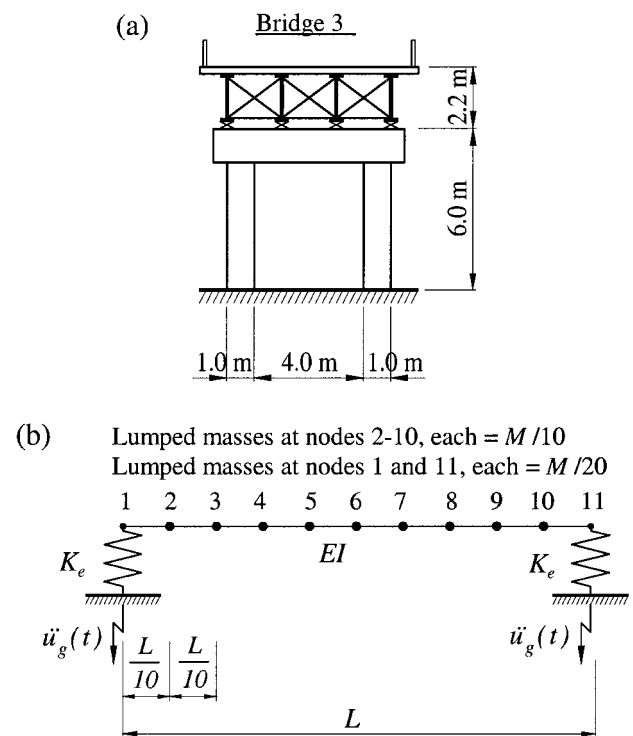 (a) Bridge 3
2.2 m
6.0 m
1.0 m 4.0 m 1.0 m
(b) Lumped masses at nodes 2-10, each = M/10
Lumped masses at nodes 1 and 11, each = M/20
1 2 3 4 5 6 7 8 9 10 11
K_e EI K_e
ü_g(t) ü_g(t)
L/10 L/10
L